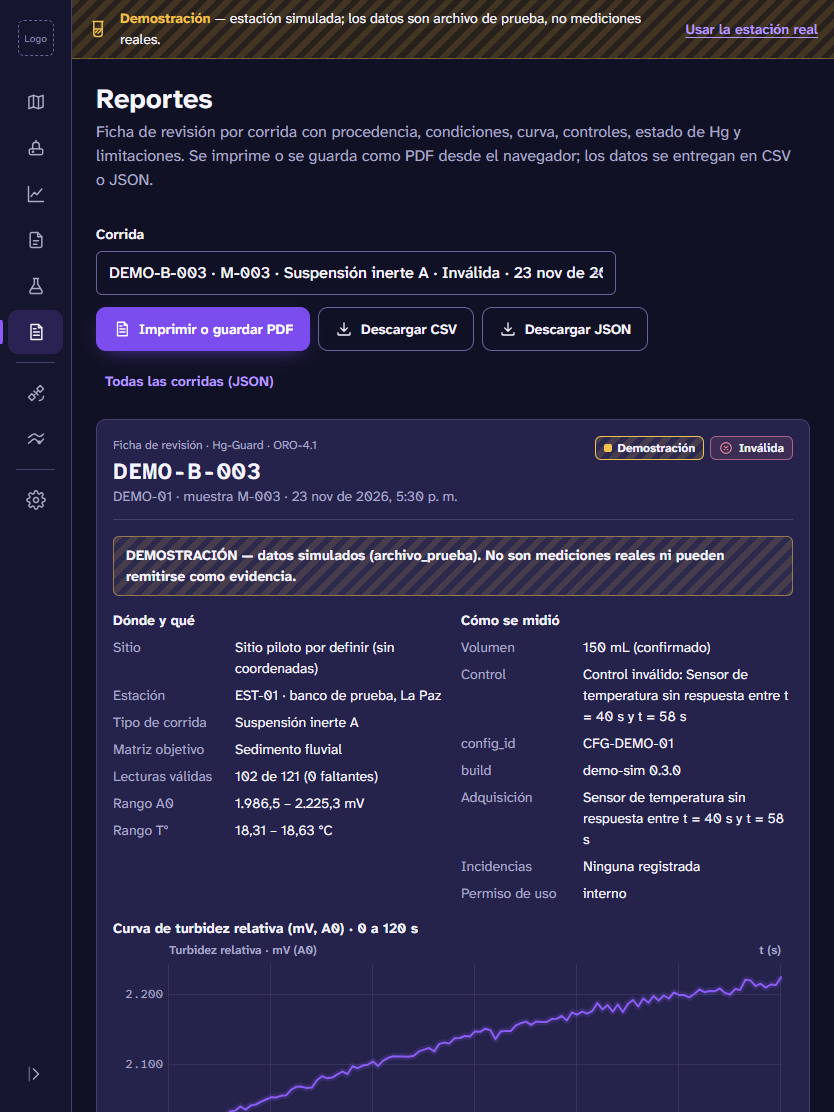 Logo
Demostración — estación simulada; los datos son archivo de prueba, no mediciones
reales.
Usar la estación real
Reportes
Ficha de revisión por corrida con procedencia, condiciones, curva, controles, estado de Hg y
limitaciones. Se imprime o se guarda como PDF desde el navegador; los datos se entregan en CSV
o JSON.
Corrida
DEMO-B-003 · M-003 · Suspensión inerte A · Inválida · 23 nov de 2
Imprimir o guardar PDF
Descargar CSV
Descargar JSON
Todas las corridas (JSON)
Ficha de revisión · Hg-Guard · ORO-4.1
Demostración
Inválida
DEMO-B-003
DEMO-01 · muestra M-003 · 23 nov de 2026, 5:30 p. m.
DEMOSTRACIÓN — datos simulados (archivo_prueba). No son mediciones reales ni pueden
remitirse como evidencia.
Dónde y qué
Sitio
Sitio piloto por definir (sin
coordenadas)
Estación
EST-01 · banco de prueba, La Paz
Tipo de corrida
Suspensión inerte A
Matriz objetivo
Sedimento fluvial
Lecturas válidas
102 de 121 (0 faltantes)
Rango A0
1.986,5 – 2.225,3 mV
Rango T°
18,31 – 18,63 °C
Cómo se midió
Volumen
150 mL (confirmado)
Control
Control inválido: Sensor de
temperatura sin respuesta entre t
= 40 s y t = 58 s
config_id
CFG-DEMO-01
build
demo-sim 0.3.0
Adquisición
Sensor de temperatura sin
respuesta entre t = 40 s y t = 58
s
Incidencias
Ninguna registrada
Permiso de uso
interno
Curva de turbidez relativa (mV, A0) · 0 a 120 s
Turbidez relativa · mV (A0)
t (s)
2.200
2.100